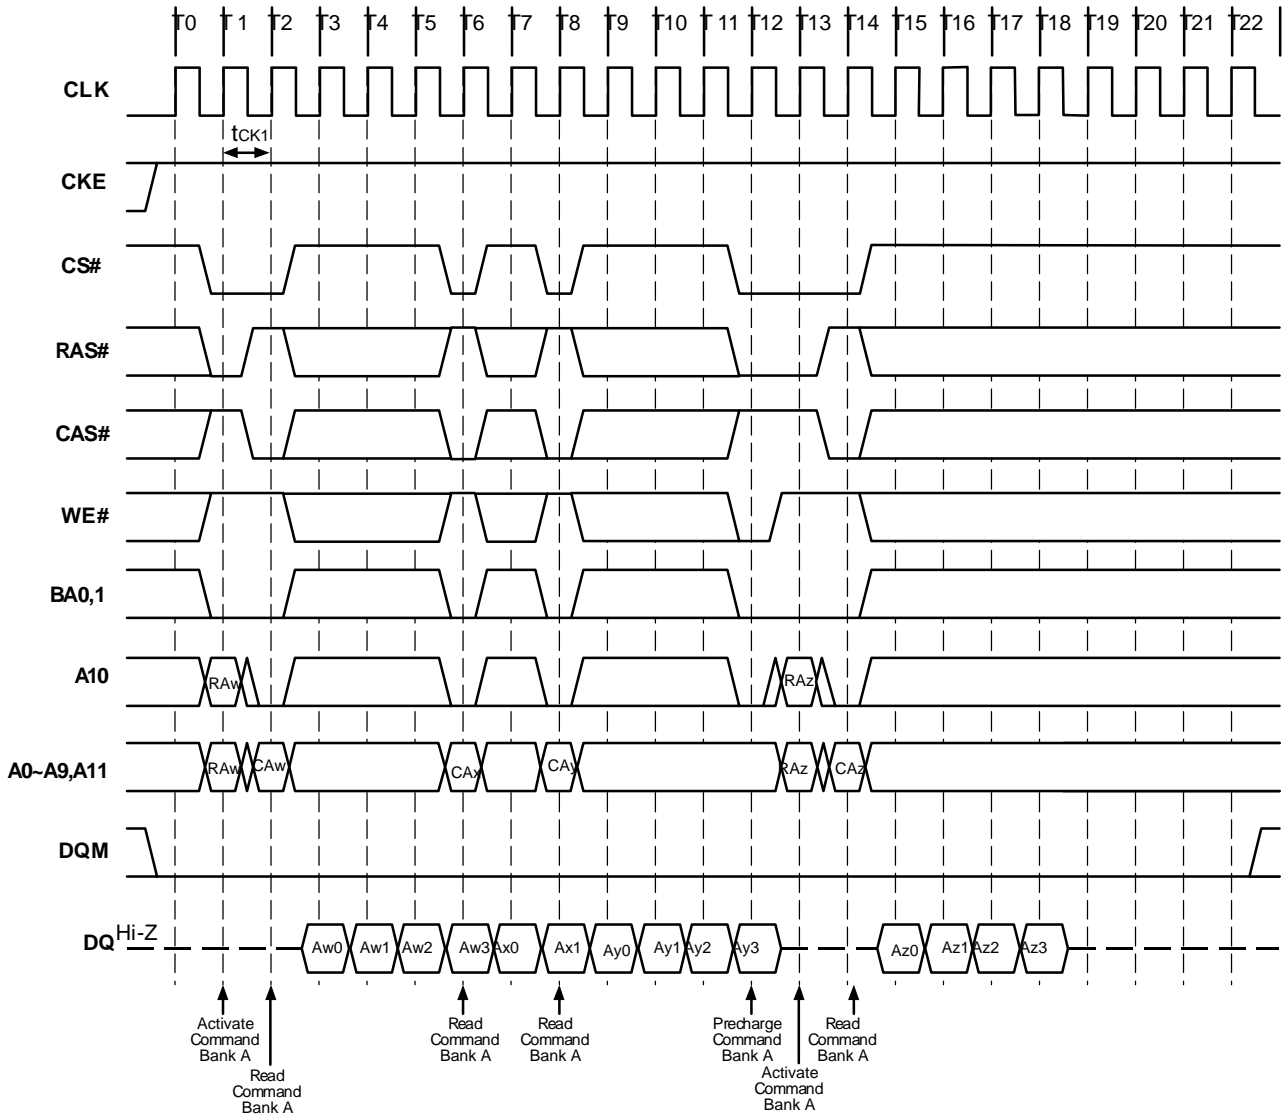 T0 T 1 T2 T3 T4 T5 T6 T7 T8 T9 T10 T 11 T12 T13 T14 T15 T16 T17 T18 T19 T20 T21 T22
CLK
tCK1
CKE
CS#
RAS#
CAS#
WE#
BA0,1
A10 RAw RAz
A0~A9,A11 RAw CAw CAx CAy RAz CAz
DQM
DQ Hi-Z Aw0 Aw1 Aw2 Aw3 Ax0 Ax1 Ay0 Ay1 Ay2 Ay3 Az0 Az1 Az2 Az3
Activate
Command
Bank A
Read
Command
Bank A
Read
Command
Bank A
Read
Command
Bank A
Precharge
Command
Bank A
Activate
Command
Bank A
Read
Command
Bank A